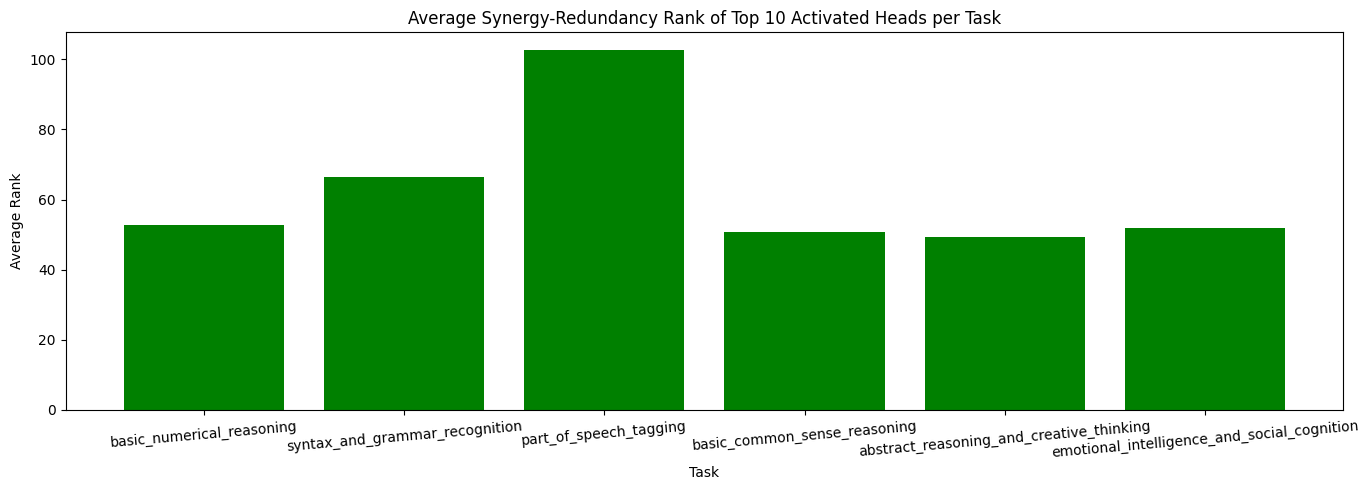 Average Synergy-Redundancy Rank of Top 10 Activated Heads per Task
Average Rank
100
80
60
40
20
0
basic_numerical_reasoning
syntax_and_grammar_recognition
part_of_speech_tagging
basic_common_sense_reasoning
abstract_reasoning_and_creative_thinking
emotional_intelligence_and_social_cognition
Task